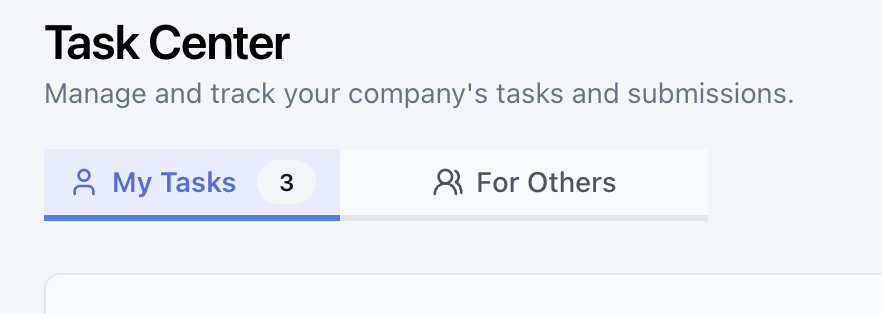 Task Center
Manage and track your company's tasks and submissions.
My Tasks 3 For Others